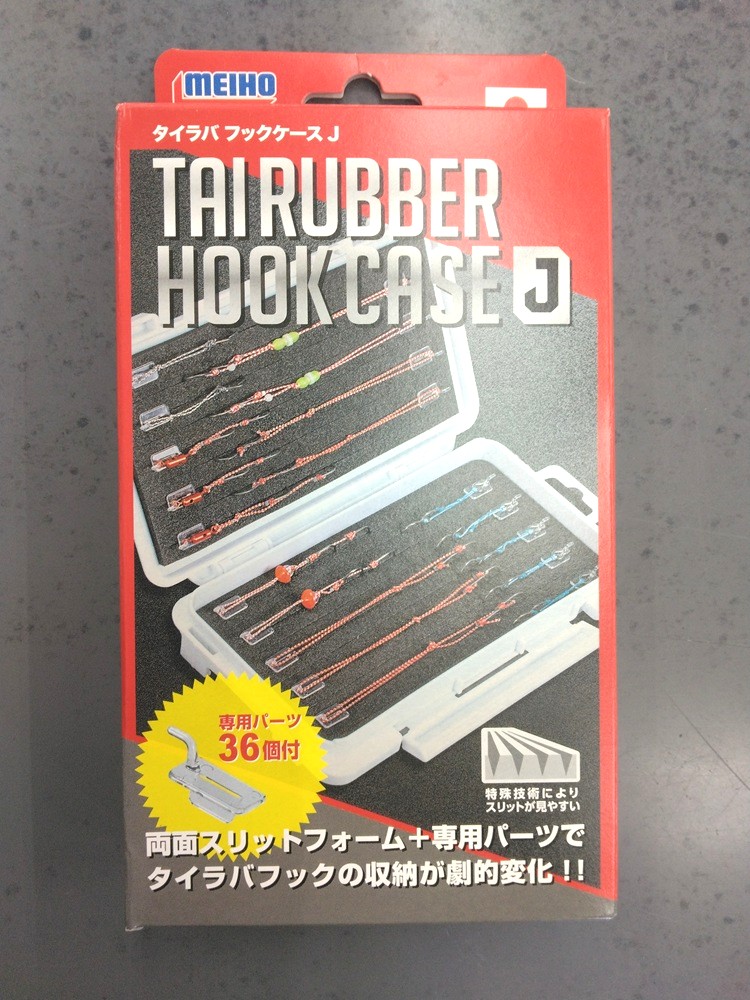 MEIHO
タイラバ フックケース J
TAI RUBBER
HOOK CASE J
専用パーツ
36個付
特殊技術により
スリットが見やすい
両面スリットフォーム＋専用パーツで
タイラバフックの収納が劇的変化!!